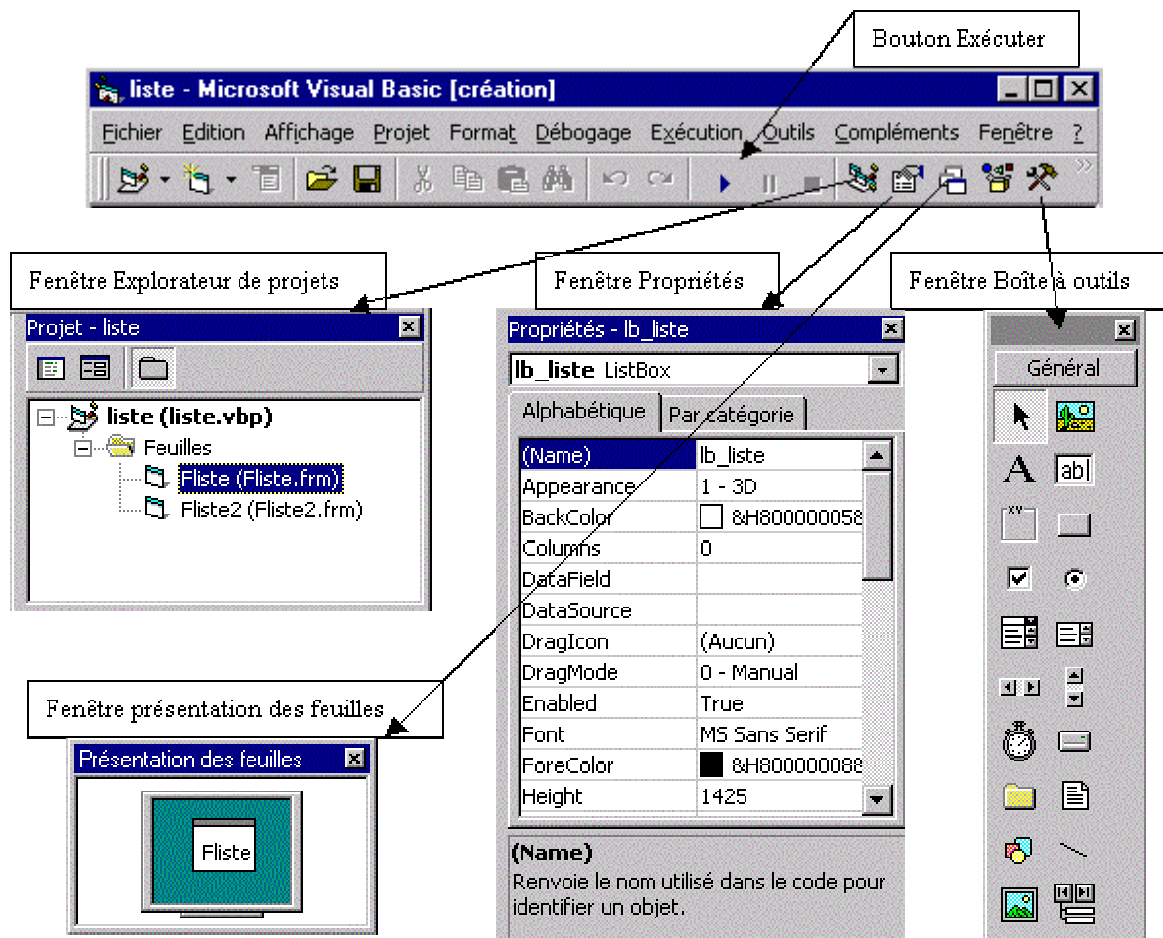 Bouton Exécuter
liste - Microsoft Visual Basic [création]
Fichier Edition Affichage Projet Format Débogage Exécution Outils Compléments Fenêtre ?
Fenêtre Explorateur de projets
Fenêtre Propriétés
Fenêtre Boîte à outils
Projet - liste
liste (liste.vbp)
Feuilles
Fliste (Fliste.frm)
Fliste2 (Fliste2.frm)
Propriétés - lb_liste
lb_liste ListBox
Alphabétique Par catégorie
(Name) lb_liste
Appearance 1 - 3D
BackColor &H80000005&
Columns 0
DataField
DataSource
DragIcon (Aucun)
DragMode 0 - Manual
Enabled True
Font MS Sans Serif
ForeColor &H80000008&
Height 1425
(Name)
Renvoie le nom utilisé dans le code pour
identifier un objet.
Général
A
ab|
xv
Fenêtre présentation des feuilles
Présentation des feuilles
Fliste